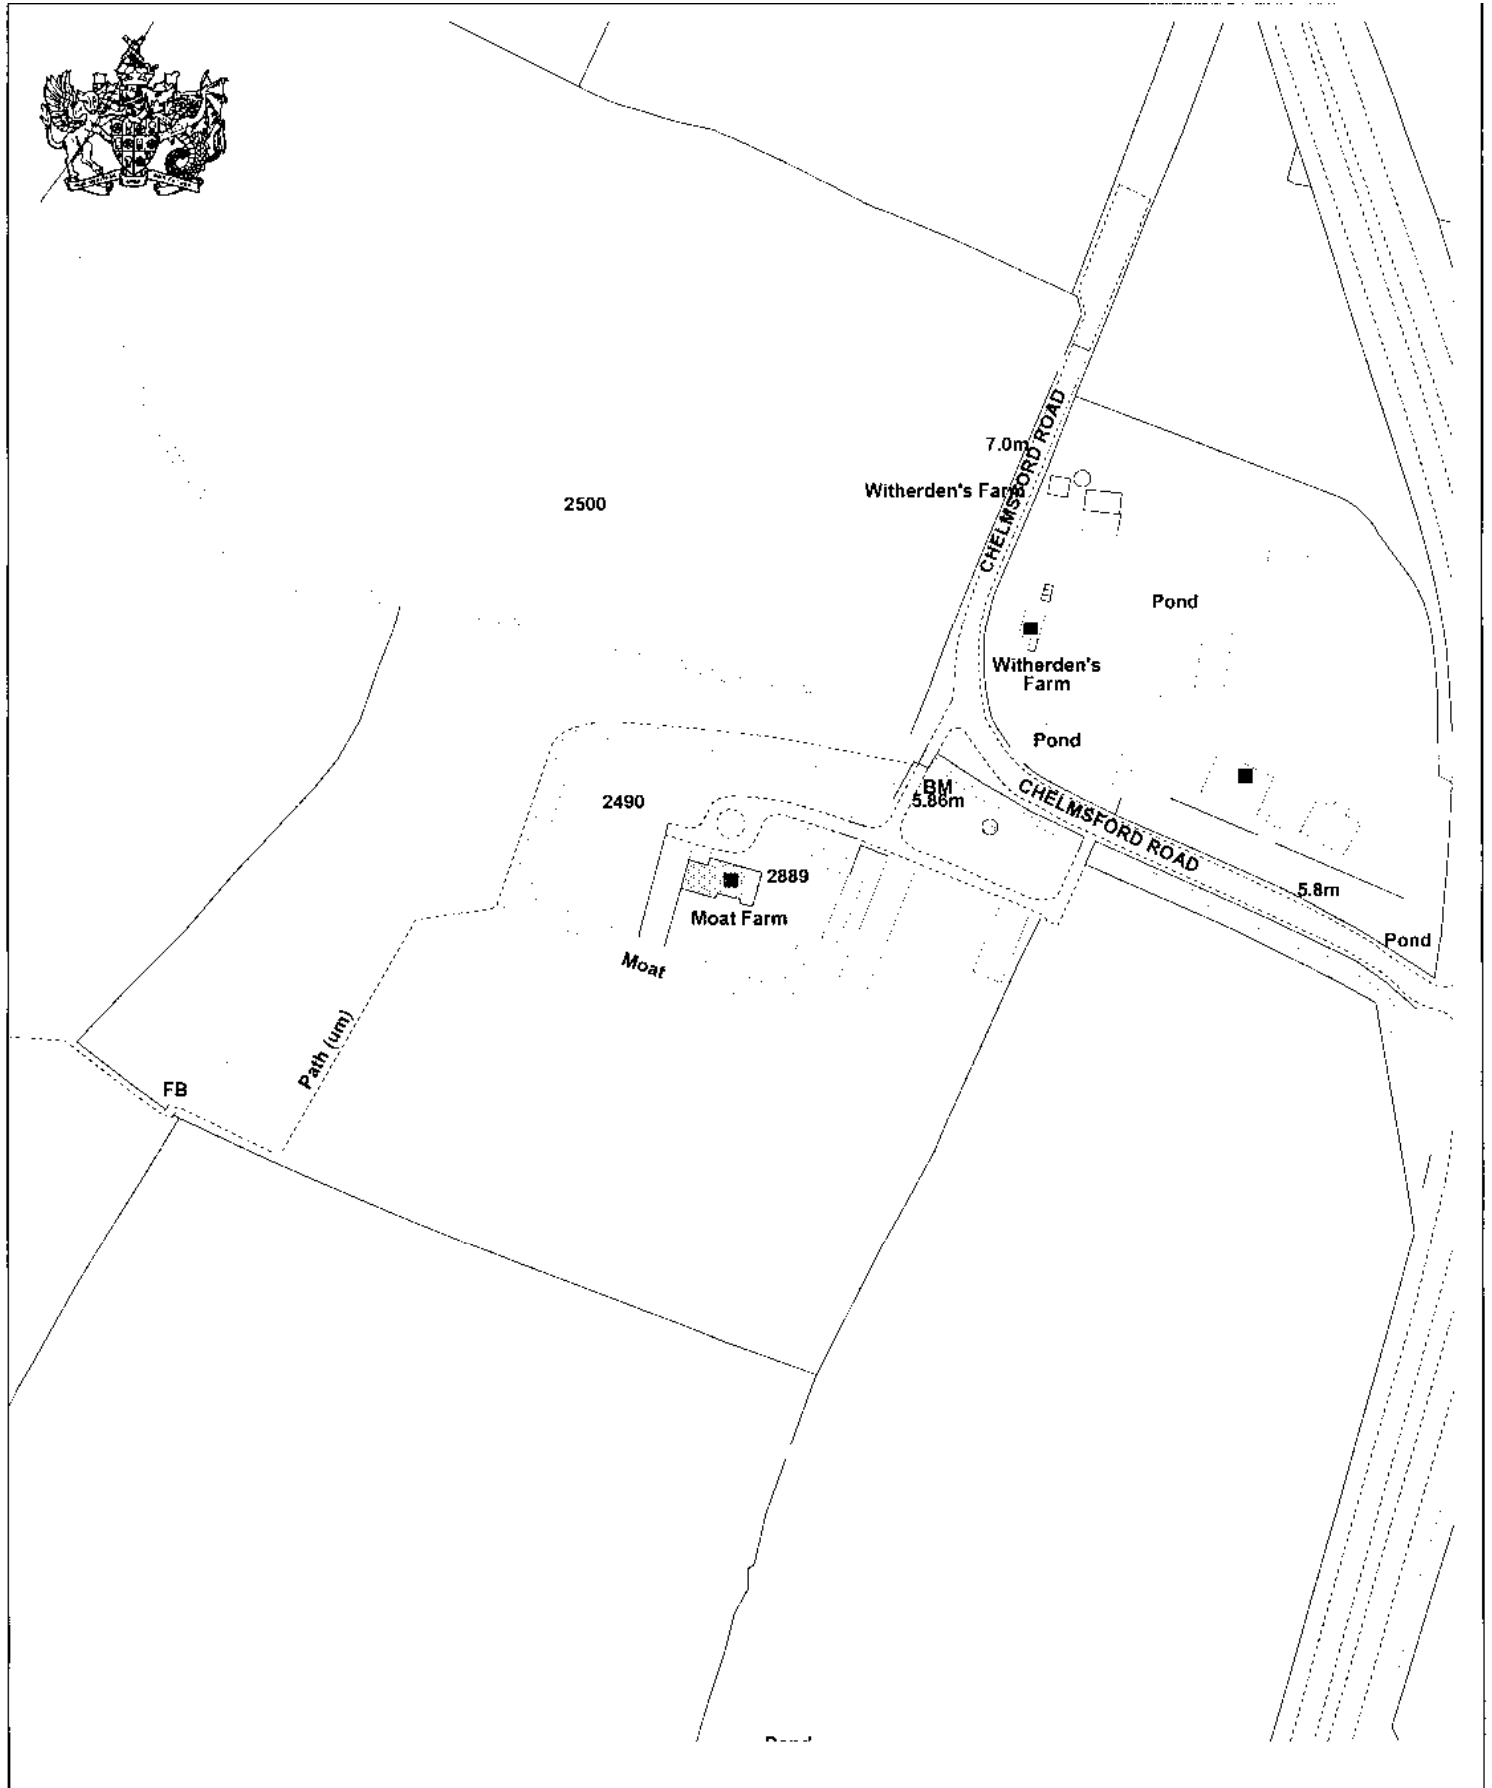 CHELMSFORD ROAD
7.0m
Witherden's Farm
2500
Pond
Witherden's
Farm
Pond
BM
5.86m
2490
CHELMSFORD ROAD
2889
5.8m
Moat Farm
Pond
Moat
Path (um)
FB